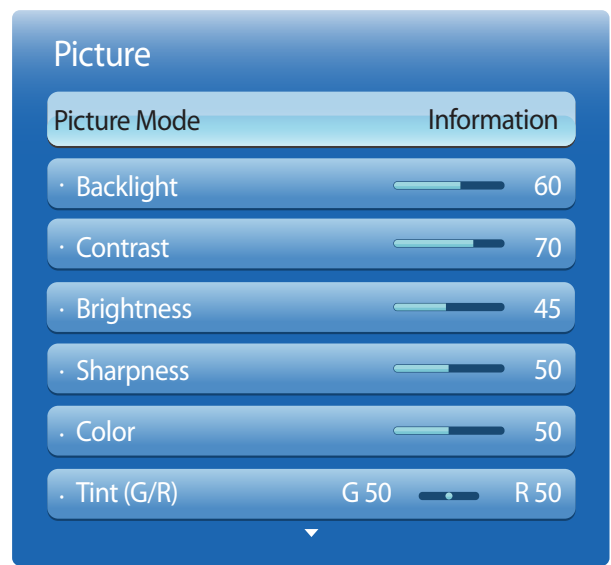 Picture
Picture Mode Information
· Backlight 60
· Contrast 70
· Brightness 45
· Sharpness 50
· Color 50
· Tint (G/R) G 50 R 50